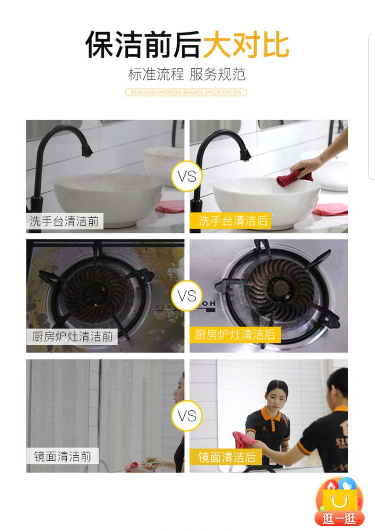 保洁前后大对比
标准流程 服务规范
STANDARD PROCESS SERVICE SPECIFICATION
VS
洗手台清洁前
洗手台清洁后
VS
厨房炉灶清洁前
厨房炉灶清洁后
VS
镜面清洁前
镜面清洁后
逛一逛